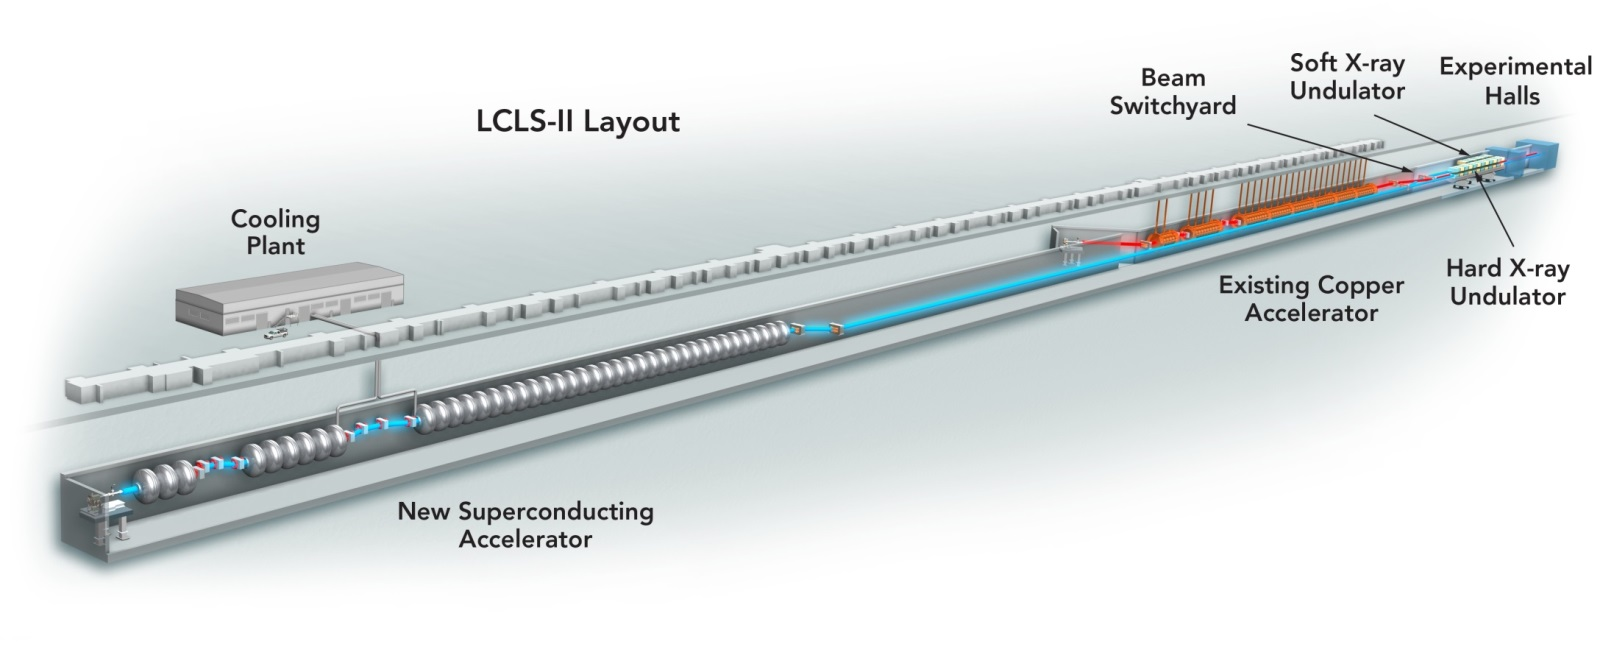 LCLS-II Layout
Cooling
Plant
Beam
Switchyard
Soft X-ray
Undulator
Experimental
Halls
Existing Copper
Accelerator
Hard X-ray
Undulator
New Superconducting
Accelerator